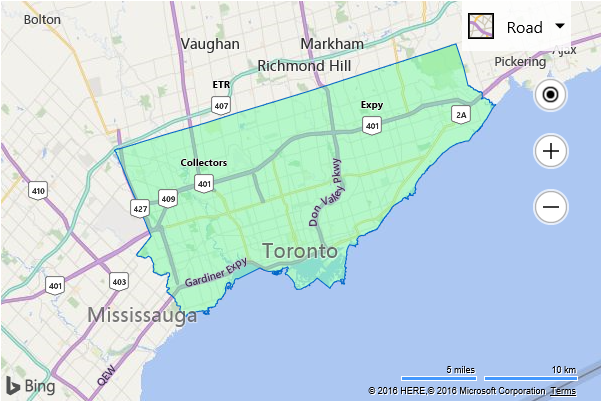 Bolton
Vaughan
Markham
Richmond Hill
Road
Pickering
Ajax
ETR
407
Expy
401
2A
Collectors
401
410
409
427
Don Valley Pkwy
Toronto
Gardiner Expy
401
403
Mississauga
QEW
5 miles
10 km
Bing
© 2016 HERE,© 2016 Microsoft Corporation Terms